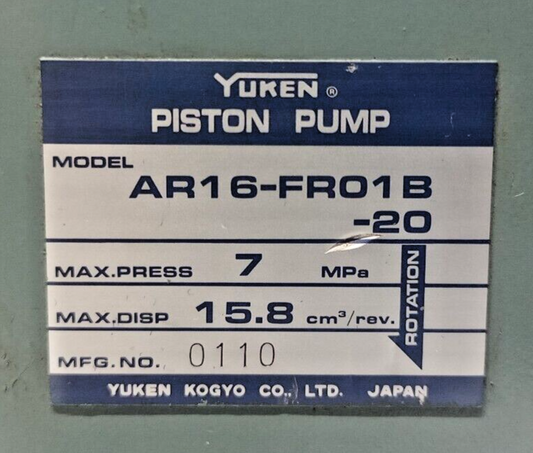 YUKEN ®
PISTON PUMP
MODEL
AR16-FR01B
-20
MAX.PRESS 7 MPa
MAX.DISP 15.8 cm³/rev.
ROTATION
MFG.NO. 0110
YUKEN KOGYO CO., LTD. JAPAN